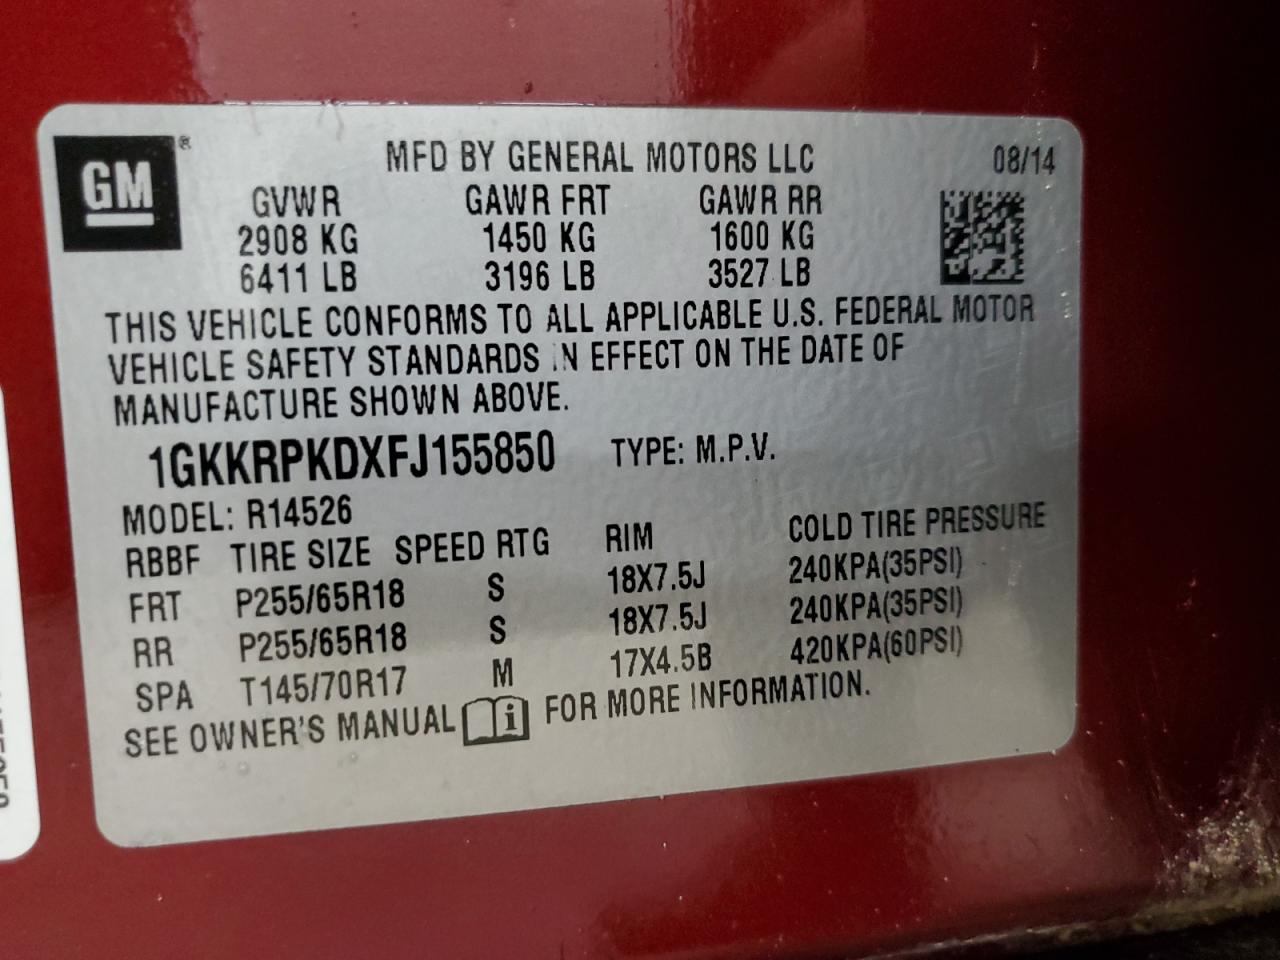 GM ®
MFD BY GENERAL MOTORS LLC 08/14
GVWR GAWR FRT GAWR RR
2908 KG 1450 KG 1600 KG
6411 LB 3196 LB 3527 LB
THIS VEHICLE CONFORMS TO ALL APPLICABLE U.S. FEDERAL MOTOR
VEHICLE SAFETY STANDARDS IN EFFECT ON THE DATE OF
MANUFACTURE SHOWN ABOVE.
1GKKRPKDXFJ155850 TYPE: M.P.V.
MODEL: R14526
RBBF TIRE SIZE SPEED RTG RIM COLD TIRE PRESSURE
FRT P255/65R18 S 18X7.5J 240KPA(35PSI)
RR P255/65R18 S 18X7.5J 240KPA(35PSI)
SPA T145/70R17 M 17X4.5B 420KPA(60PSI)
SEE OWNER'S MANUAL i FOR MORE INFORMATION.